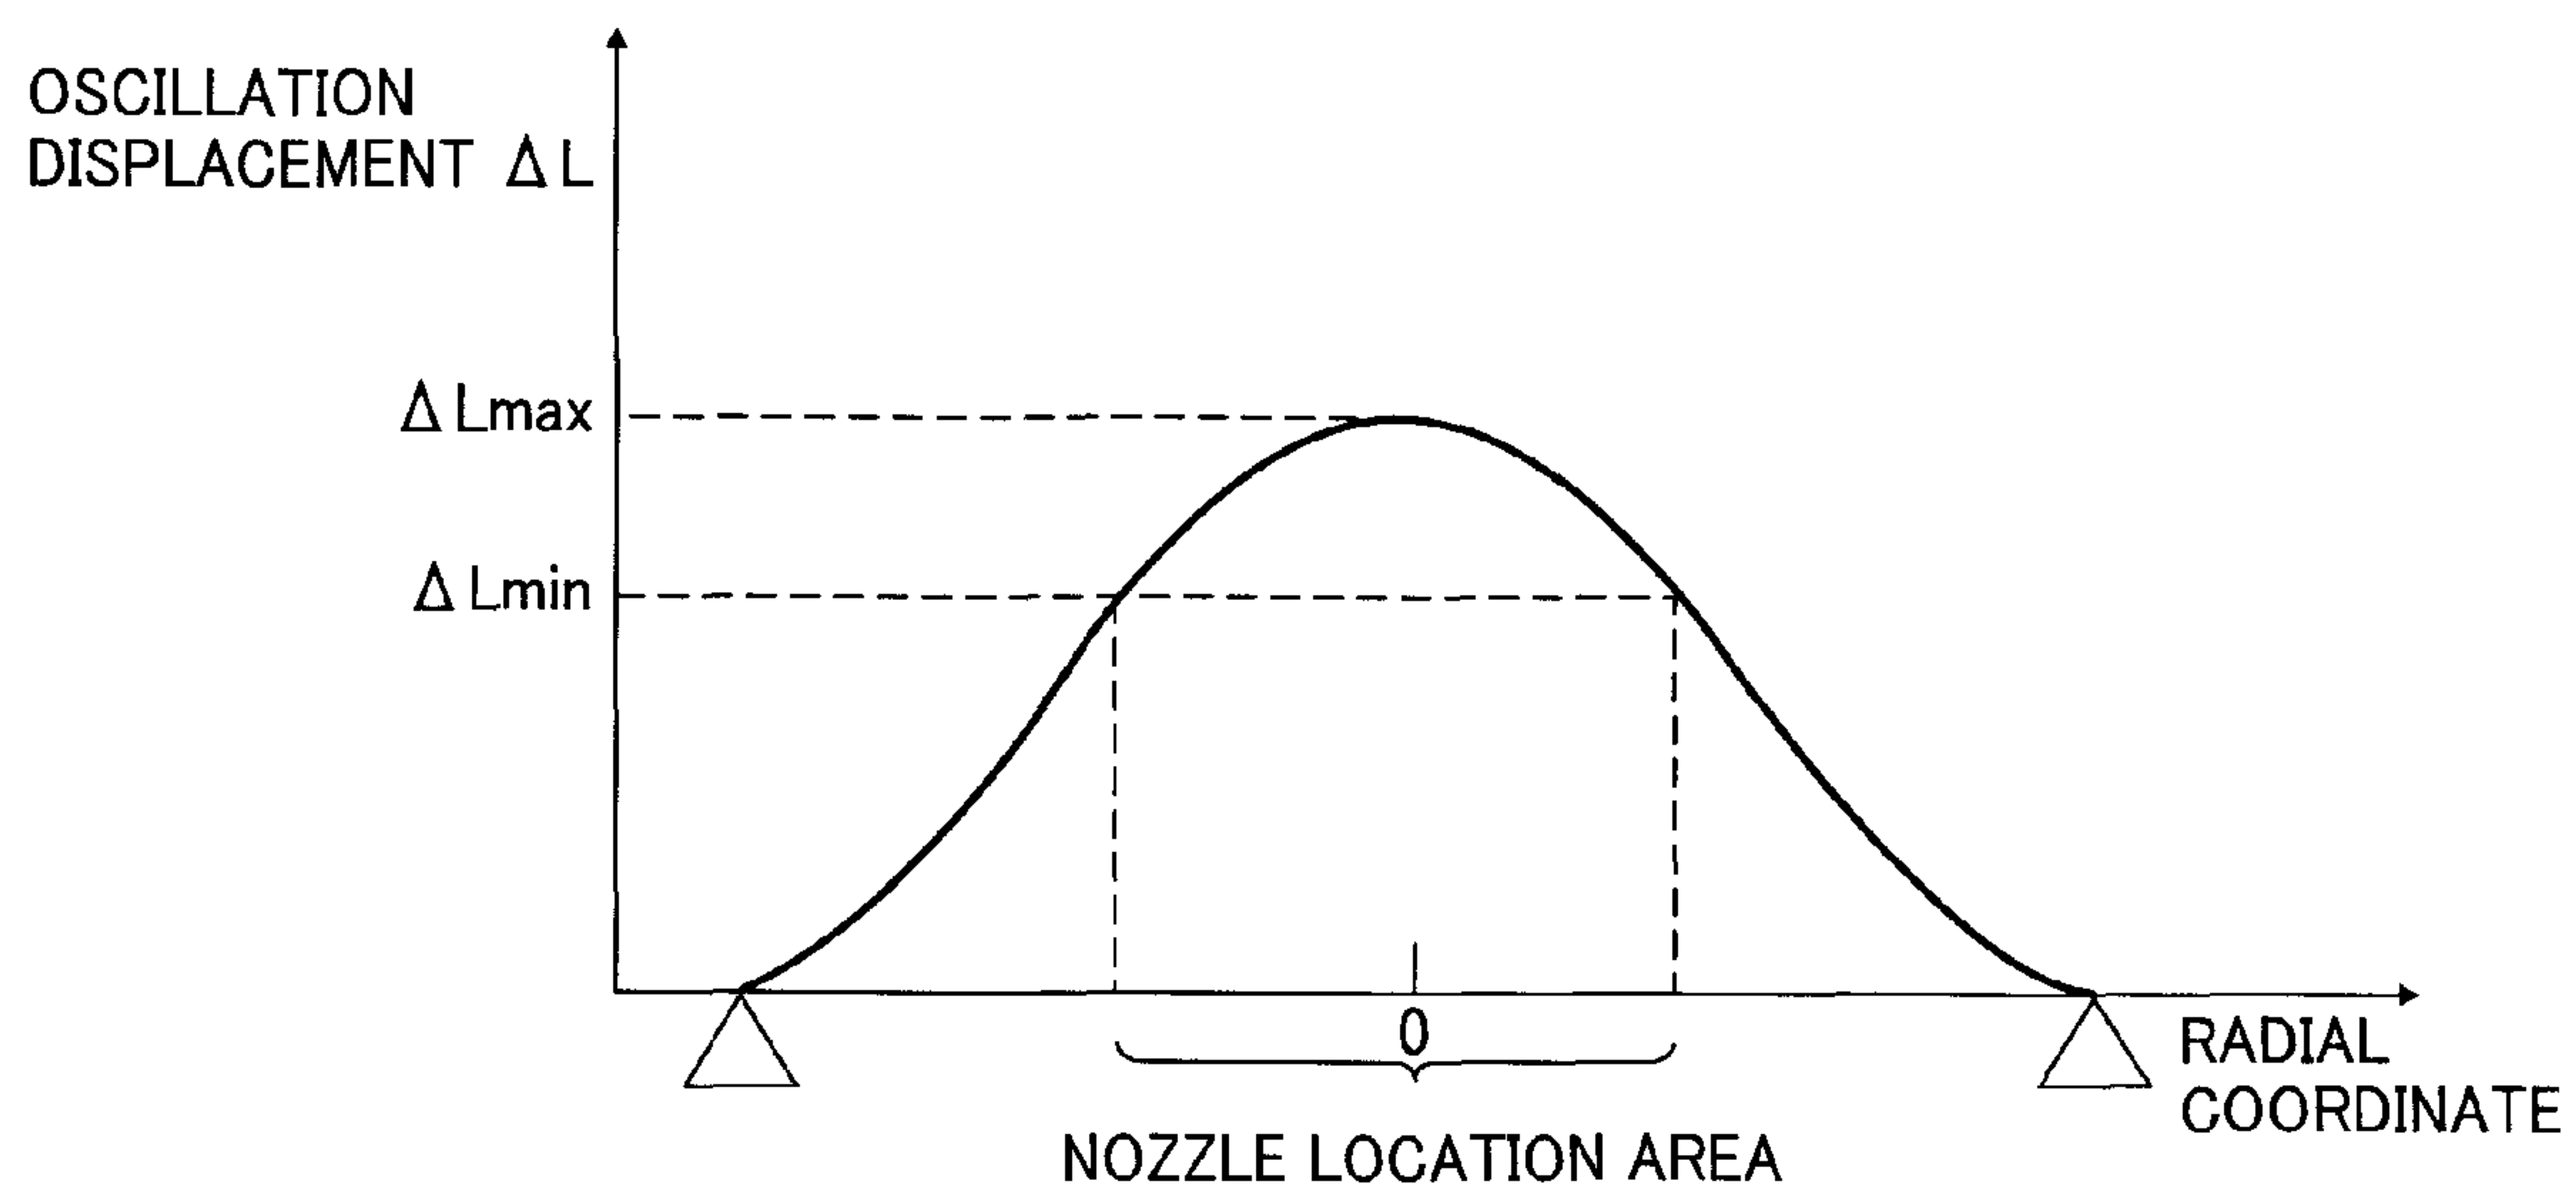 OSCILLATION
DISPLACEMENT ΔL
ΔLmax
ΔLmin
0
RADIAL
COORDINATE
NOZZLE LOCATION AREA